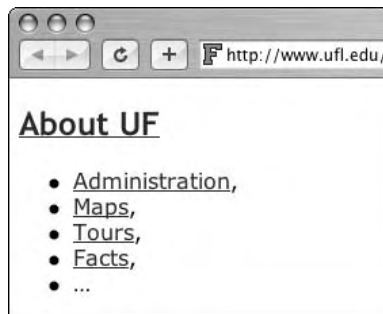 F http://www.ufl.edu/
About UF
• Administration,
• Maps,
• Tours,
• Facts,
• ...